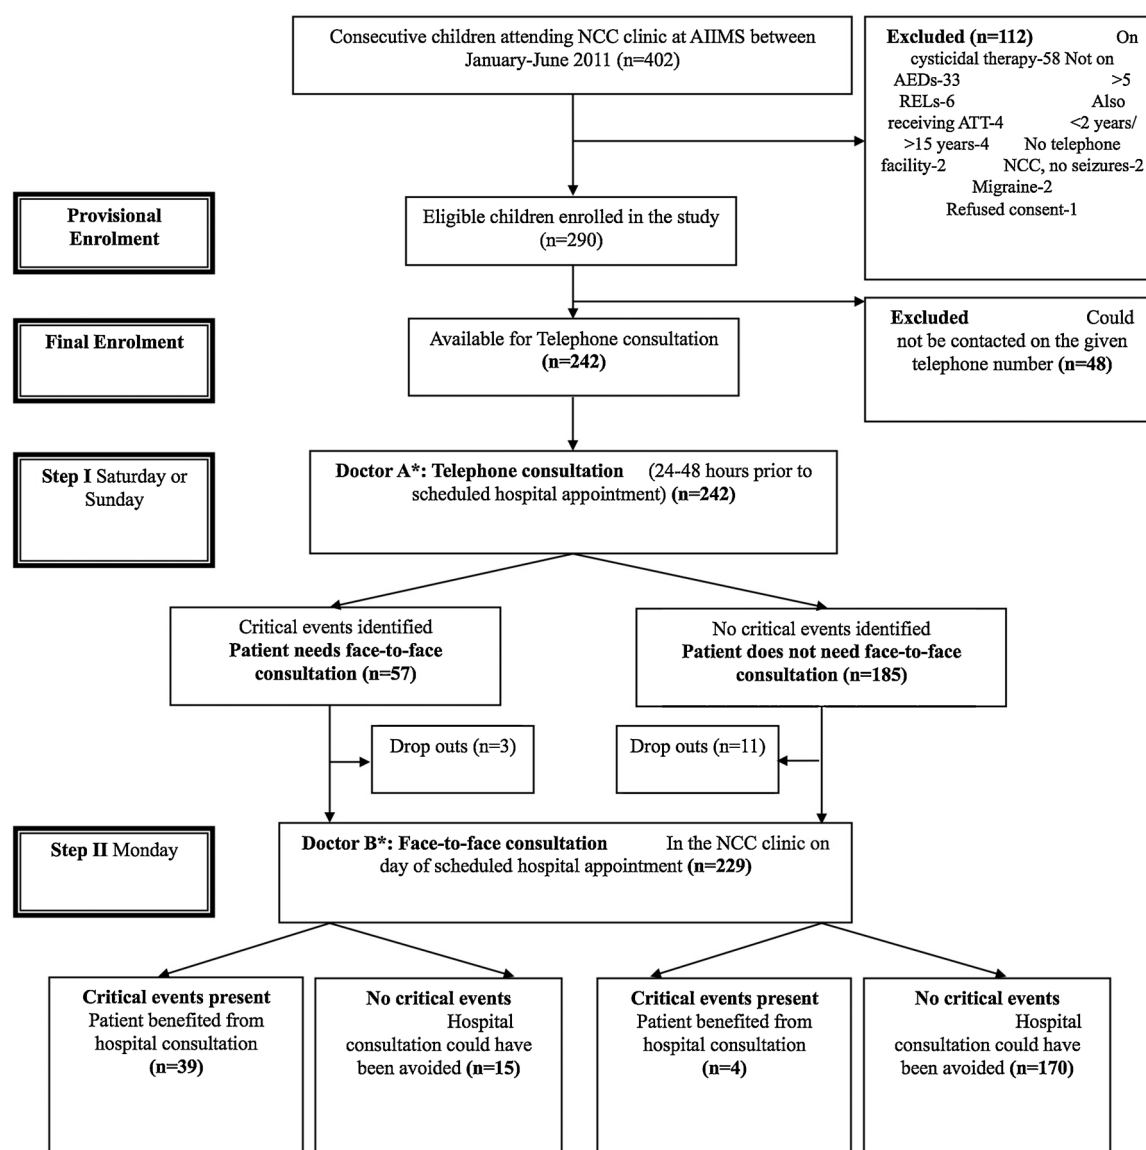 Consecutive children attending NCC clinic at AIIMS between
January-June 2011 (n=402)
Excluded (n=112) On
cysticidal therapy-58 Not on
AEDs-33 >5
RELs-6 Also
receiving ATT-4 <2 years/
>15 years-4 No telephone
facility-2 NCC, no seizures-2
Migraine-2
Refused consent-1
Provisional
Enrolment
Eligible children enrolled in the study
(n=290)
Excluded Could
not be contacted on the given
telephone number (n=48)
Final Enrolment
Available for Telephone consultation
(n=242)
Step I Saturday or
Sunday
Doctor A*: Telephone consultation (24-48 hours prior to
scheduled hospital appointment) (n=242)
Critical events identified
Patient needs face-to-face
consultation (n=57)
No critical events identified
Patient does not need face-to-face
consultation (n=185)
Drop outs (n=3)
Drop outs (n=11)
Step II Monday
Doctor B*: Face-to-face consultation In the NCC clinic on
day of scheduled hospital appointment (n=229)
Critical events present
Patient benefited from
hospital consultation
(n=39)
No critical events
Hospital
consultation could have
been avoided (n=15)
Critical events present
Patient benefited from
hospital consultation
(n=4)
No critical events
Hospital
consultation could have
been avoided (n=170)